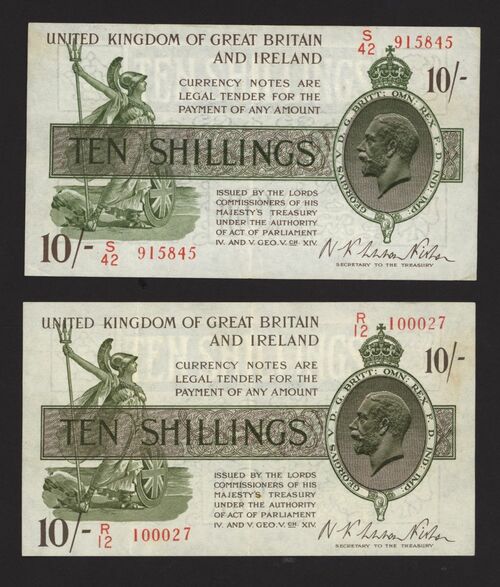 UNITED KINGDOM OF GREAT BRITAIN
AND IRELAND
S/42 915845
10/-
CURRENCY NOTES ARE
LEGAL TENDER FOR THE
PAYMENT OF ANY AMOUNT
GEORGIVS V D. G. BRITT: OMN: REX F. D. IND: IMP:
TEN SHILLINGS
ISSUED BY THE LORDS
COMMISSIONERS OF HIS
MAJESTY'S TREASURY
UNDER THE AUTHORITY
OF ACT OF PARLIAMENT
IV. AND V. GEO. V. CH. XIV.
10/- S/42 915845
SECRETARY TO THE TREASURY
UNITED KINGDOM OF GREAT BRITAIN
AND IRELAND
R/12 100027
10/-
CURRENCY NOTES ARE
LEGAL TENDER FOR THE
PAYMENT OF ANY AMOUNT
GEORGIVS V D. G. BRITT: OMN: REX F. D. IND: IMP:
TEN SHILLINGS
ISSUED BY THE LORDS
COMMISSIONERS OF HIS
MAJESTY'S TREASURY
UNDER THE AUTHORITY
OF ACT OF PARLIAMENT
IV. AND V. GEO. V. CH. XIV.
10/- R/12 100027
SECRETARY TO THE TREASURY